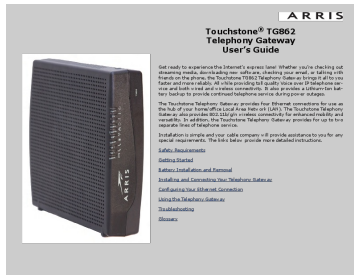 ARRIS
Touchstone® TG862
Telephony Gateway
User's Guide
Get ready to experience the Internet's express lane! Whether you're checking out
streaming media, downloading new software, checking your email, or talking with
friends on the phone, the Touchstone TG862 Telephony Gateway brings it all to you
faster and more reliably. All while providing toll quality Voice over IP telephone ser-
vice and both wired and wireless connectivity. It also provides a Lithium-Ion bat-
tery backup to provide continued telephone service during power outages.
The Touchstone Telephony Gateway provides four Ethernet connections for use as
the hub of your home/office Local Area Network (LAN). The Touchstone Telephony
Gateway also provides 802.11b/g/n wireless connectivity for enhanced mobility and
versatility. In addition, the Touchstone Telephony Gateway provides for up to two
separate lines of telephone service.
Installation is simple and your cable company will provide assistance to you for any
special requirements. The links below provide more detailed instructions.
Safety Requirements
Getting Started
Battery Installation and Removal
Installing and Connecting Your Telephony Gateway
Configuring Your Ethernet Connection
Using the Telephony Gateway
Troubleshooting
Glossary
ARRIS